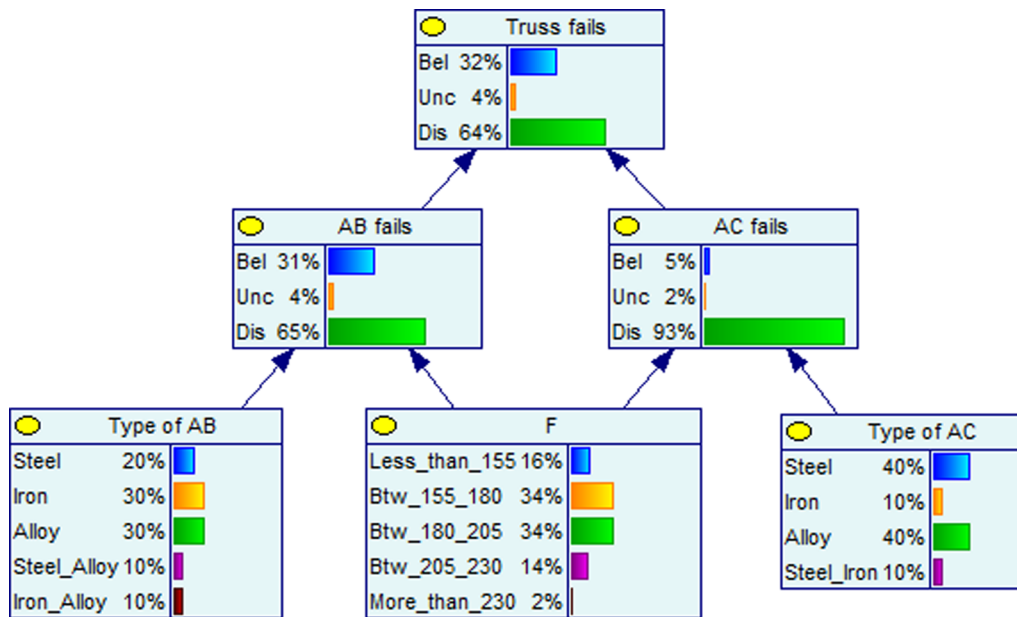 Truss fails
Bel 32%
Unc 4%
Dis 64%
AB fails
Bel 31%
Unc 4%
Dis 65%
AC fails
Bel 5%
Unc 2%
Dis 93%
Type of AB
Steel 20%
Iron 30%
Alloy 30%
Steel_Alloy 10%
Iron_Alloy 10%
F
Less_than_155 16%
Btw_155_180 34%
Btw_180_205 34%
Btw_205_230 14%
More_than_230 2%
Type of AC
Steel 40%
Iron 10%
Alloy 40%
Steel_Iron 10%